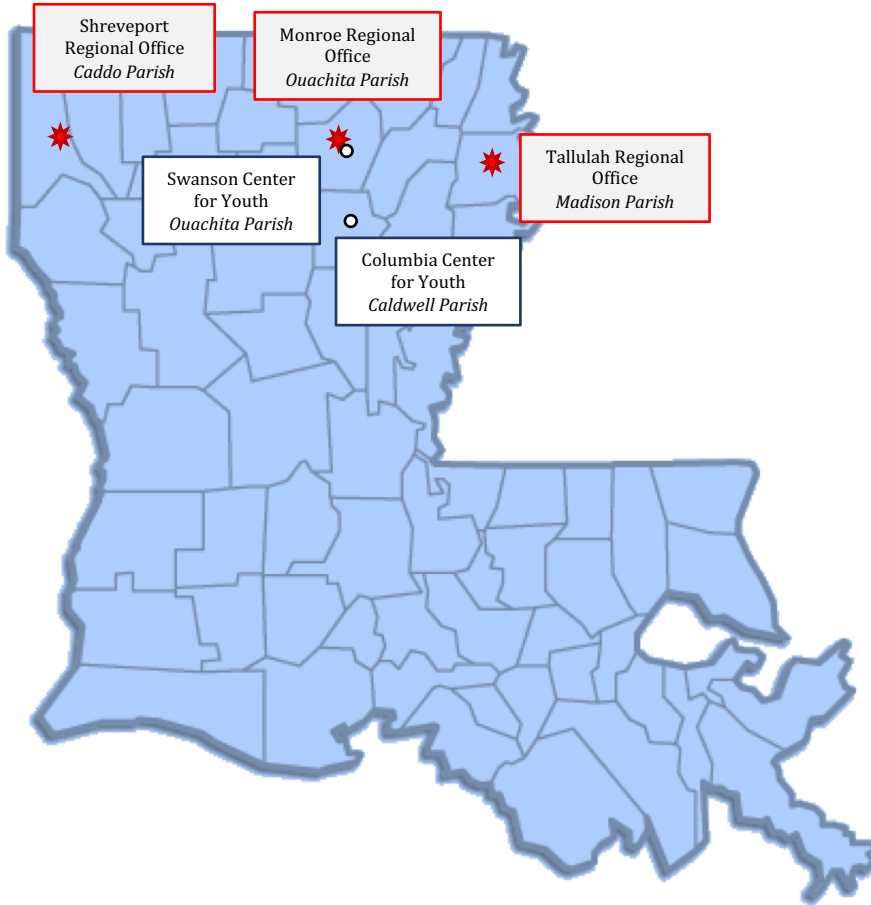 Shreveport
Regional Office
Caddo Parish
Monroe Regional
Office
Ouachita Parish
Tallulah Regional
Office
Madison Parish
Swanson Center
for Youth
Ouachita Parish
Columbia Center
for Youth
Caldwell Parish